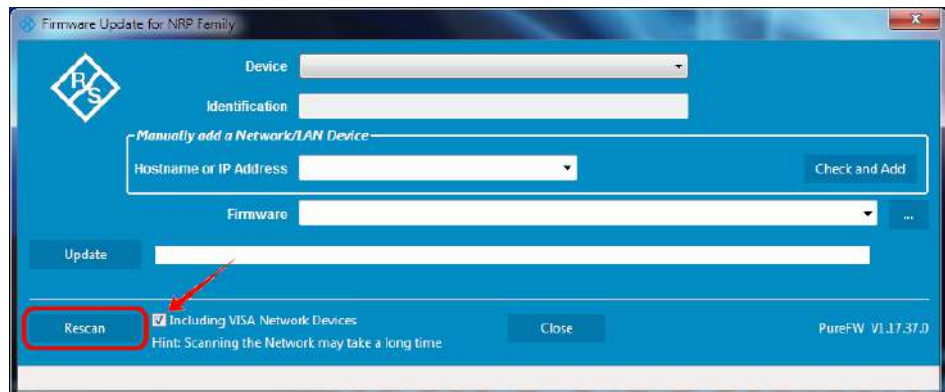 Firmware Update for NRP Family
x
R
S
Device
Identification
Manually add a Network/LAN Device
Hostname or IP Address
Check and Add
Firmware
...
Update
Rescan
Including VISA Network Devices
Hint: Scanning the Network may take a long time
Close
PureFW V1.17.37.0